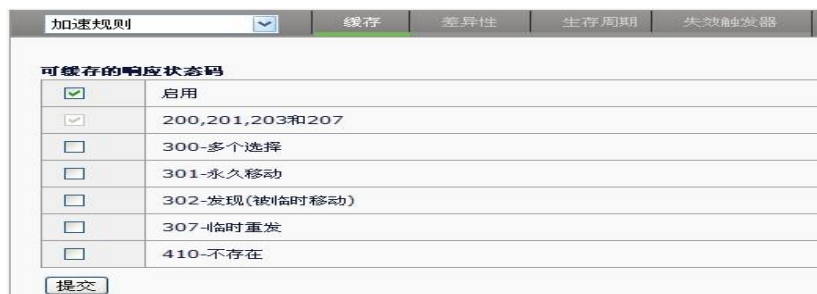 加速规则 缓存 差异性 生存周期 失效触发器
可缓存的响应状态码
启用
200,201,203和207
300-多个选择
301-永久移动
302-发现(被临时移动)
307-临时重发
410-不存在
提交